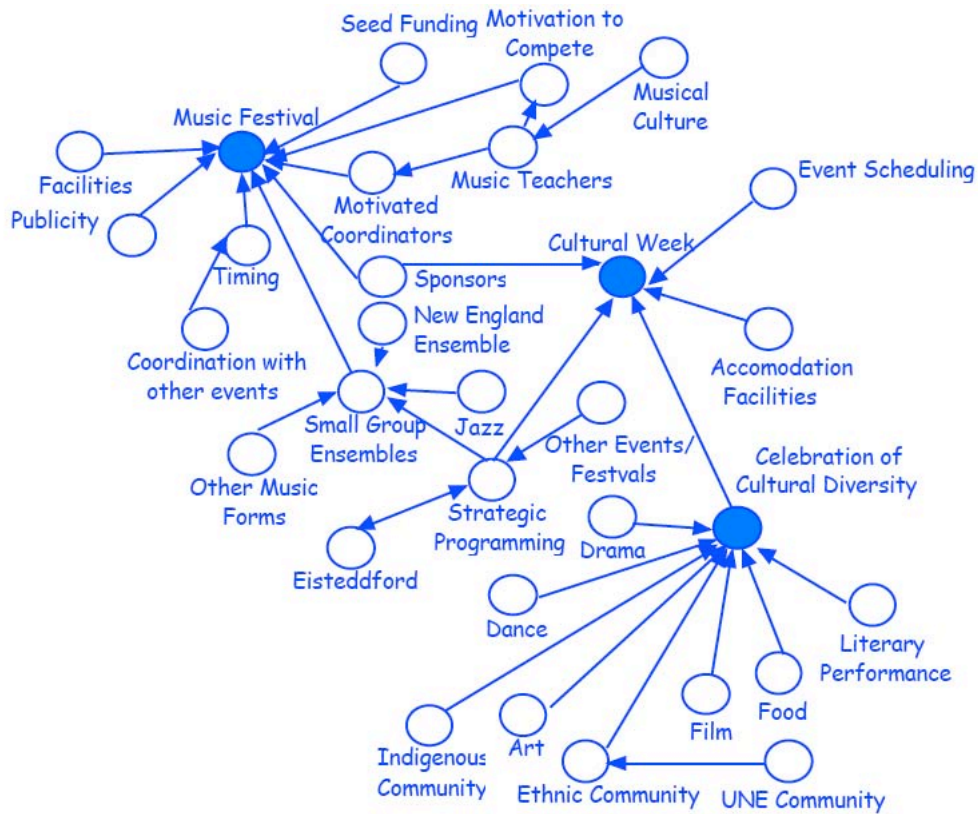 Seed Funding
Motivation to
Compete
Musical
Culture
Music Festival
Facilities
Music Teachers
Event Scheduling
Publicity
Motivated
Coordinators
Cultural Week
Timing
Sponsors
New England
Ensemble
Coordination with
other events
Accomodation
Facilities
Small Group
Ensembles
Jazz
Other Events/
Festvals
Celebration of
Cultural Diversity
Other Music
Forms
Strategic
Programming
Drama
Eisteddford
Dance
Literary
Performance
Food
Film
Art
Indigenous
Community
Ethnic Community
UNE Community